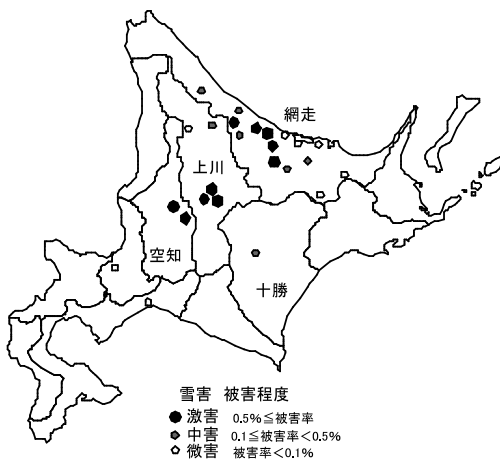 網走
上川
空知
十勝
雪害 被害程度
激害 0.5%≦被害率
中害 0.1≦被害率<0.5%
微害 被害率<0.1%